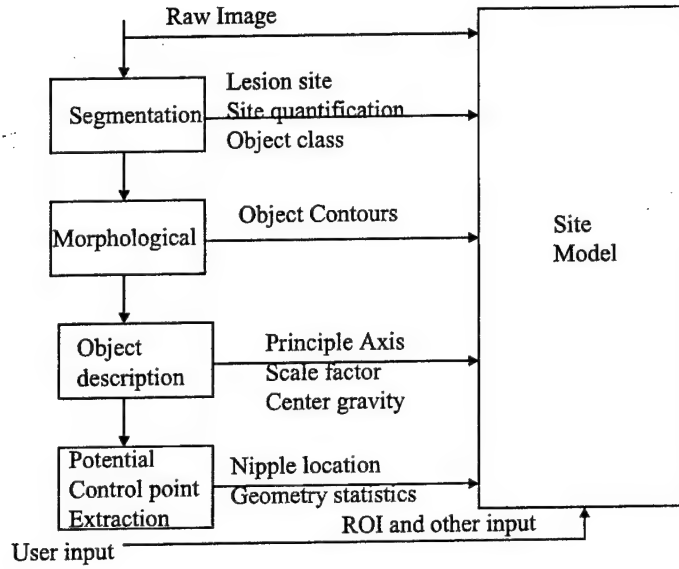 Raw Image
Segmentation
Lesion site
Site quantification
Object class
Morphological
Object Contours
Site
Model
Object
description
Principle Axis
Scale factor
Center gravity
Potential
Control point
Extraction
Nipple location
Geometry statistics
ROI and other input
User input